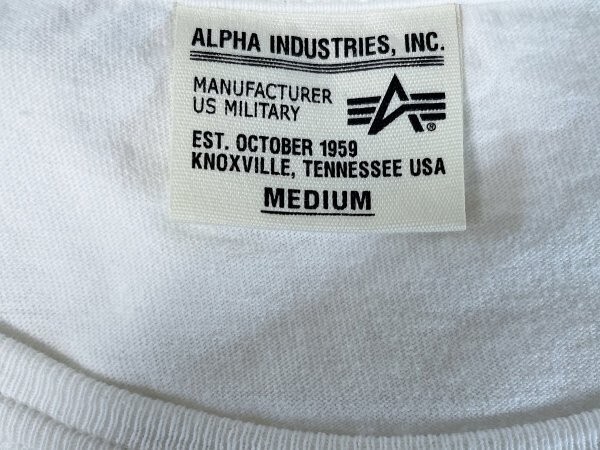 ALPHA INDUSTRIES, INC.
MANUFACTURER
US MILITARY
®
EST. OCTOBER 1959
KNOXVILLE, TENNESSEE USA
MEDIUM